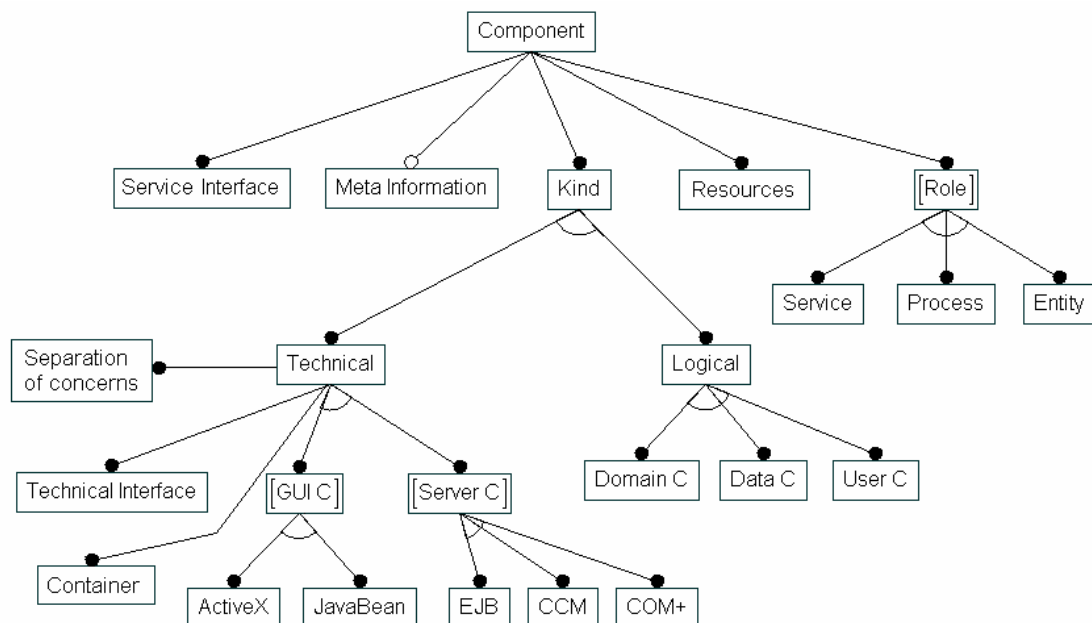 Component
Service Interface
Meta Information
Kind
Resources
[Role]
Service
Process
Entity
Separation
of concerns
Technical
Logical
Technical Interface
[GUI C]
[Server C]
Domain C
Data C
User C
Container
ActiveX
JavaBean
EJB
CCM
COM+